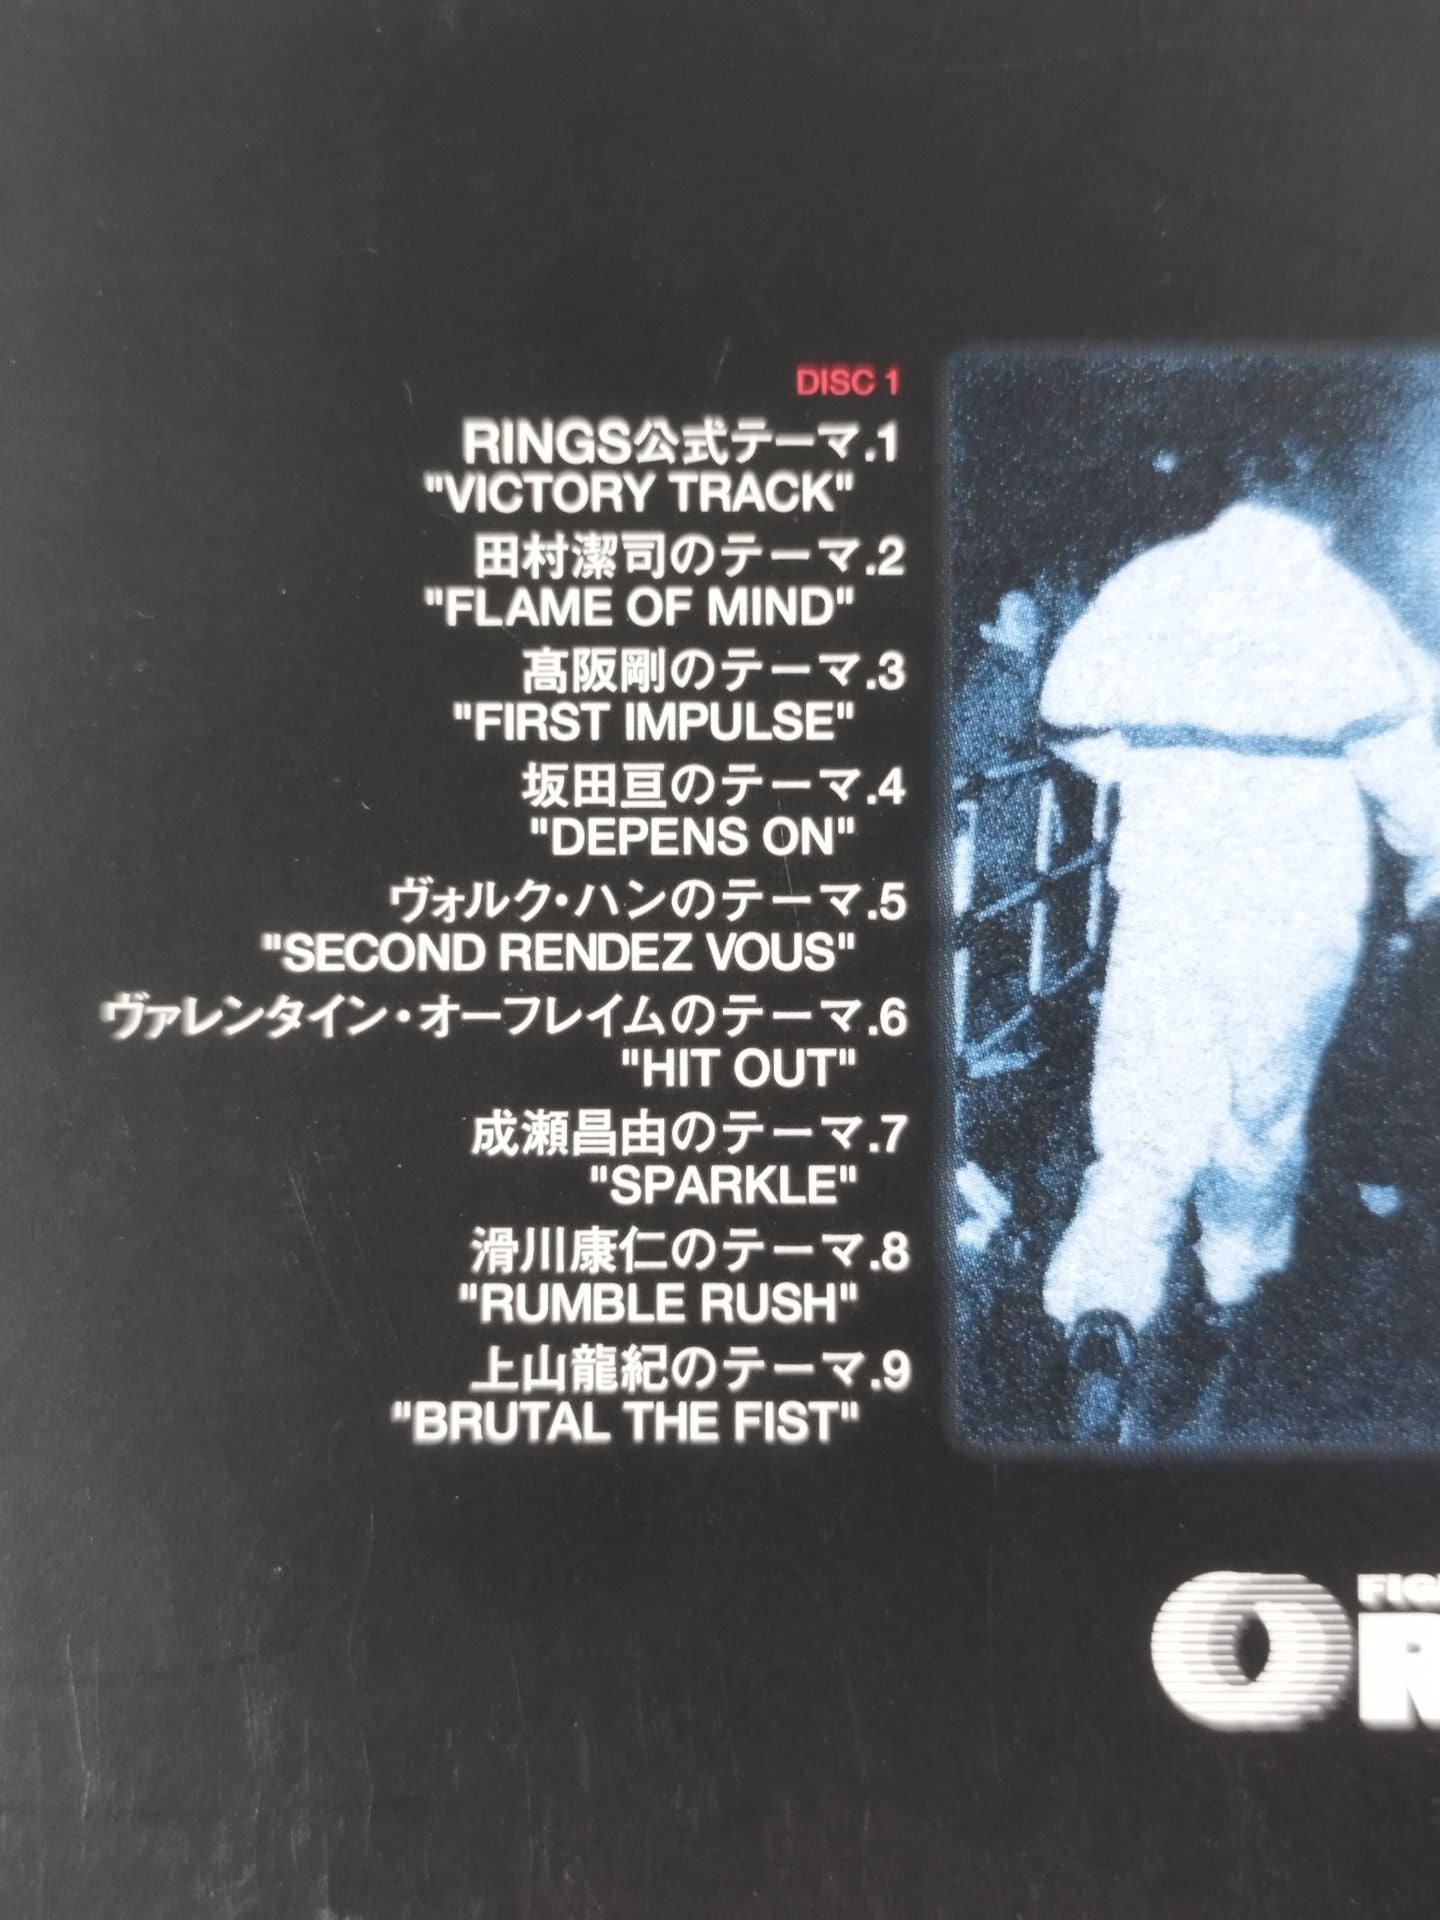 DISC 1
RINGS公式テーマ.1
"VICTORY TRACK"
田村潔司のテーマ.2
"FLAME OF MIND"
髙阪剛のテーマ.3
"FIRST IMPULSE"
坂田亘のテーマ.4
"DEPENS ON"
ヴォルク・ハンのテーマ.5
"SECOND RENDEZ VOUS"
ヴァレンタイン・オーフレイムのテーマ.6
"HIT OUT"
成瀬昌由のテーマ.7
"SPARKLE"
滑川康仁のテーマ.8
"RUMBLE RUSH"
上山龍紀のテーマ.9
"BRUTAL THE FIST"